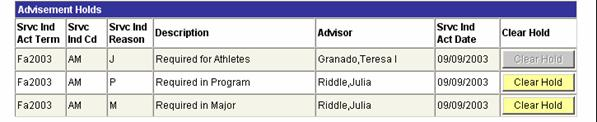 Advisement Holds
Srvc Ind Act Term Srvc Ind Cd Srvc Ind Reason Description Advisor Srvc Ind Act Date Clear Hold
Fa2003 AM J Required for Athletes Granado,Teresa I 09/09/2003 Clear Hold
Fa2003 AM P Required in Program Riddle,Julia 09/09/2003 Clear Hold
Fa2003 AM M Required in Major Riddle,Julia 09/09/2003 Clear Hold